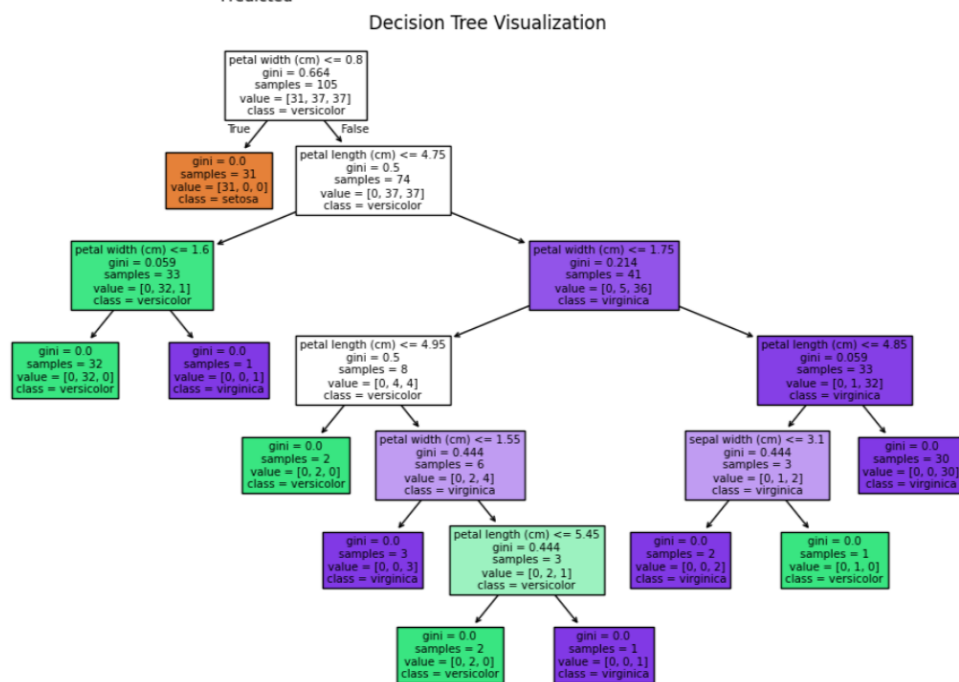 Predicted
Decision Tree Visualization
petal width (cm) <= 0.8
gini = 0.664
samples = 105
value = [31, 37, 37]
class = versicolor
True
False
gini = 0.0
samples = 31
value = [31, 0, 0]
class = setosa
petal length (cm) <= 4.75
gini = 0.5
samples = 74
value = [0, 37, 37]
class = versicolor
petal width (cm) <= 1.6
gini = 0.059
samples = 33
value = [0, 32, 1]
class = versicolor
petal width (cm) <= 1.75
gini = 0.214
samples = 41
value = [0, 5, 36]
class = virginica
gini = 0.0
samples = 32
value = [0, 32, 0]
class = versicolor
gini = 0.0
samples = 1
value = [0, 0, 1]
class = virginica
petal length (cm) <= 4.95
gini = 0.5
samples = 8
value = [0, 4, 4]
class = versicolor
petal length (cm) <= 4.85
gini = 0.059
samples = 33
value = [0, 1, 32]
class = virginica
gini = 0.0
samples = 2
value = [0, 2, 0]
class = versicolor
petal width (cm) <= 1.55
gini = 0.444
samples = 6
value = [0, 2, 4]
class = virginica
sepal width (cm) <= 3.1
gini = 0.444
samples = 3
value = [0, 1, 2]
class = virginica
gini = 0.0
samples = 30
value = [0, 0, 30]
class = virginica
gini = 0.0
samples = 3
value = [0, 0, 3]
class = virginica
petal length (cm) <= 5.45
gini = 0.444
samples = 3
value = [0, 2, 1]
class = versicolor
gini = 0.0
samples = 2
value = [0, 0, 2]
class = virginica
gini = 0.0
samples = 1
value = [0, 1, 0]
class = versicolor
gini = 0.0
samples = 2
value = [0, 2, 0]
class = versicolor
gini = 0.0
samples = 1
value = [0, 0, 1]
class = virginica